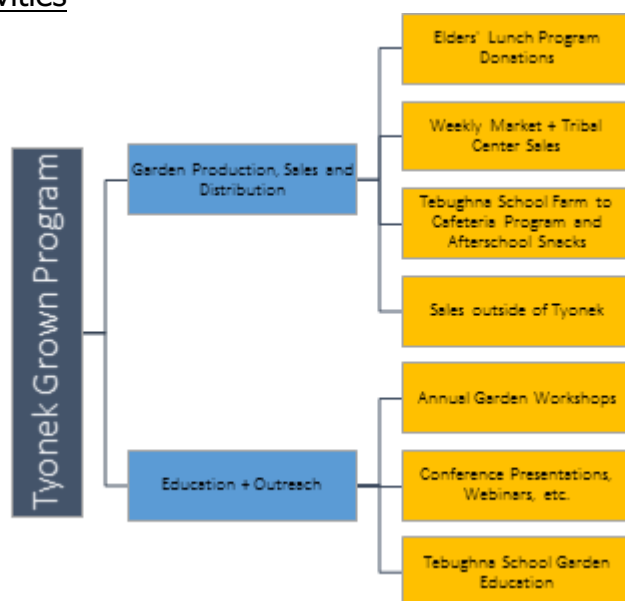 Tyonek Grown Program
Garden Production, Sales and
Distribution
Elders' Lunch Program
Donations
Weekly Market + Tribal
Center Sales
Tebughna School Farm to
Cafeteria Program and
Afterschool Snacks
Sales outside of Tyonek
Education + Outreach
Annual Garden Workshops
Conference Presentations,
Webinars, etc.
Tebughna School Garden
Education